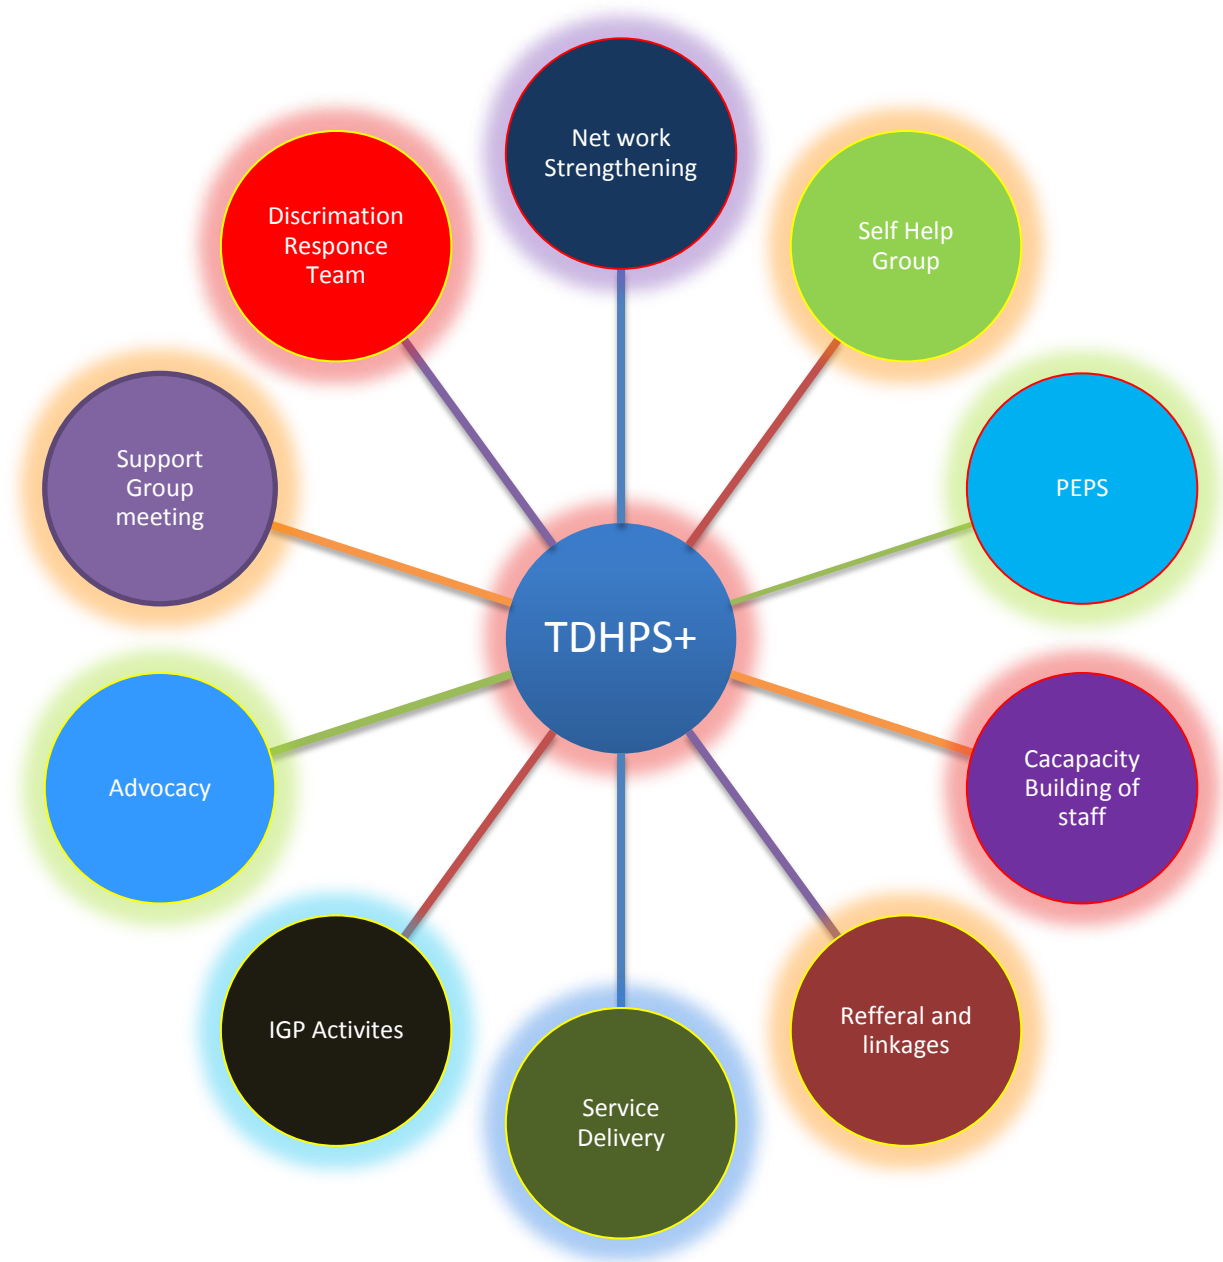 Net work
Strengthening
Self Help
Group
PEPS
Cacapacity
Building of
staff
Refferal and
linkages
Service
Delivery
IGP Activites
Advocacy
Support
Group
meeting
Discrimation
Responce
Team
TDHPS+